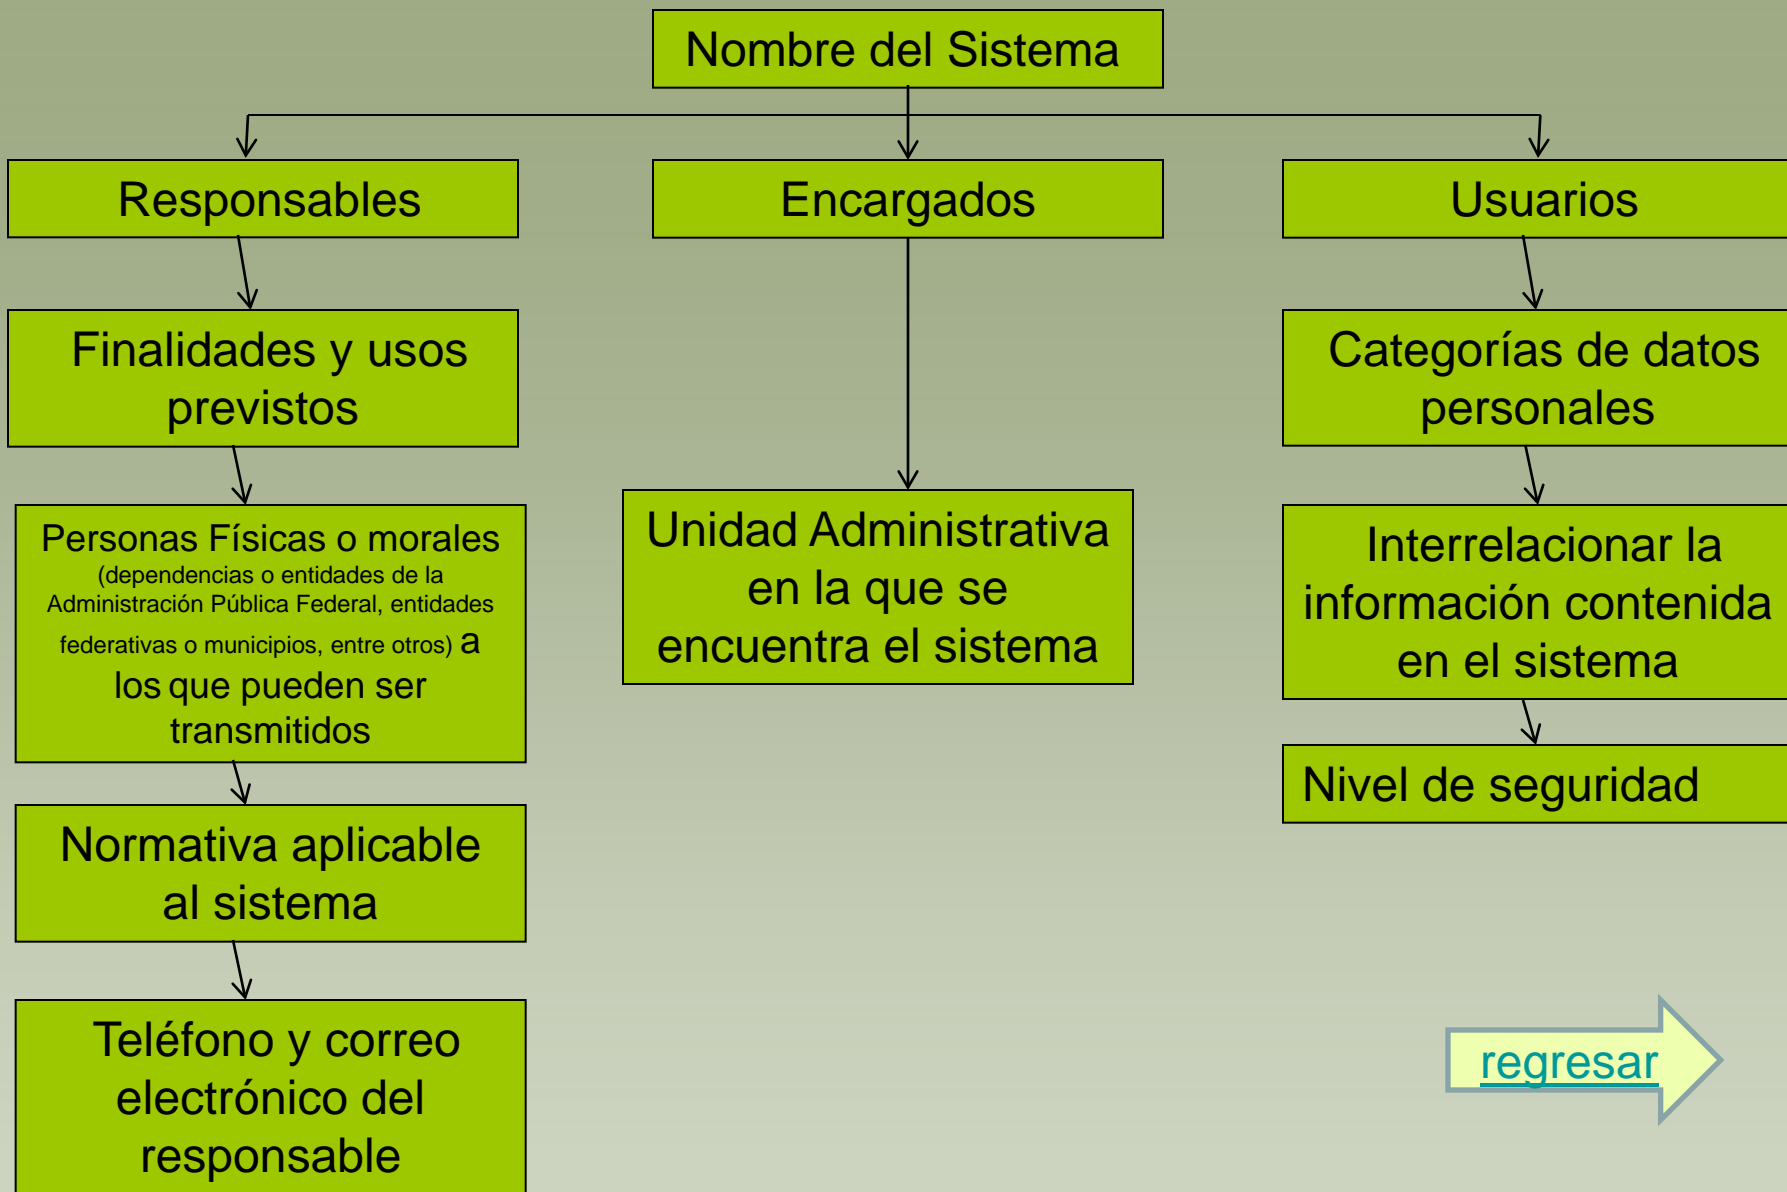 Nombre del Sistema
Responsables
Finalidades y usos
previstos
Personas Físicas o morales
(dependencias o entidades de la
Administración Pública Federal, entidades
federativas o municipios, entre otros) a
los que pueden ser
transmitidos
Normativa aplicable
al sistema
Teléfono y correo
electrónico del
responsable
Encargados
Unidad Administrativa
en la que se
encuentra el sistema
Usuarios
Categorías de datos
personales
Interrelacionar la
información contenida
en el sistema
Nivel de seguridad
regresar